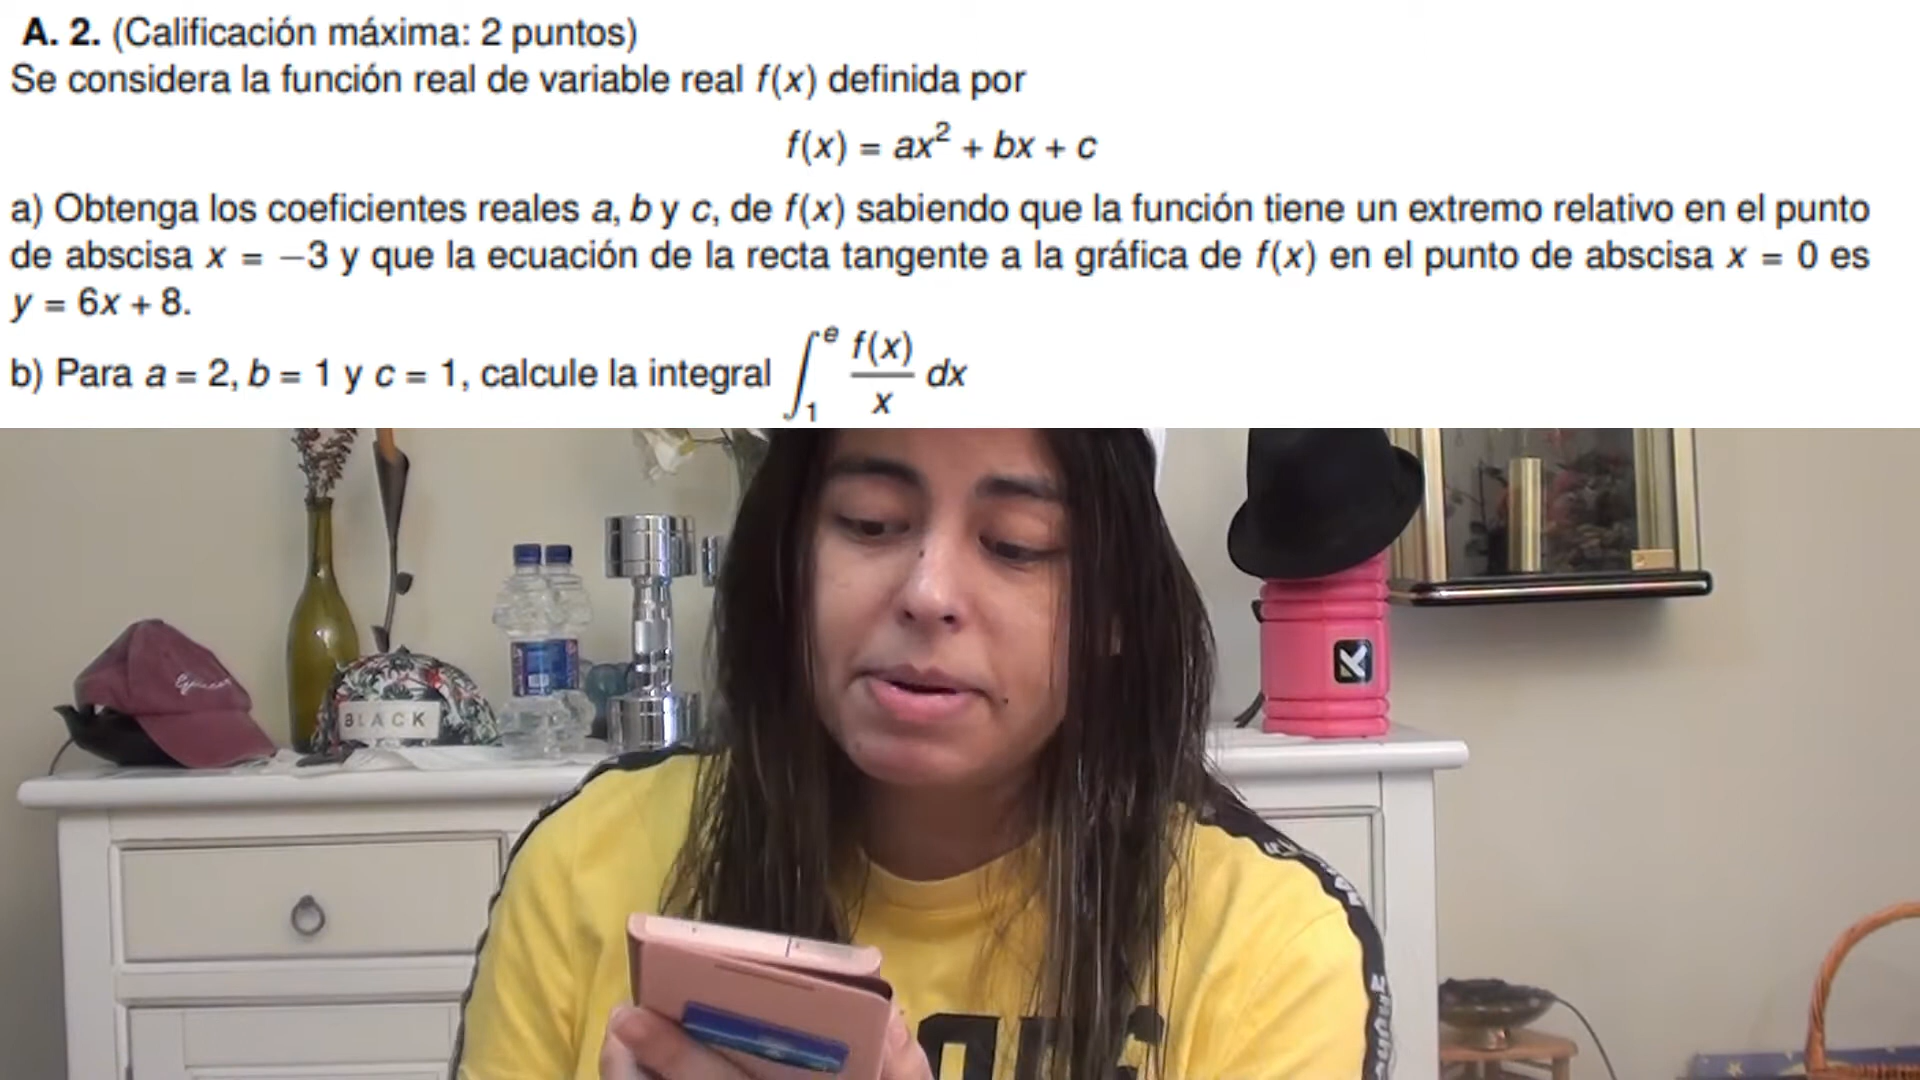 A. 2. (Calificación máxima: 2 puntos)
Se considera la función real de variable real f(x) definida por
f(x) = ax² + bx + c
a) Obtenga los coeficientes reales a, b y c, de f(x) sabiendo que la función tiene un extremo relativo en el punto
de abscisa x = −3 y que la ecuación de la recta tangente a la gráfica de f(x) en el punto de abscisa x = 0 es
y = 6x + 8.
b) Para a = 2, b = 1 y c = 1, calcule la integral ∫₁ᵉ f(x)/x dx
BLACK